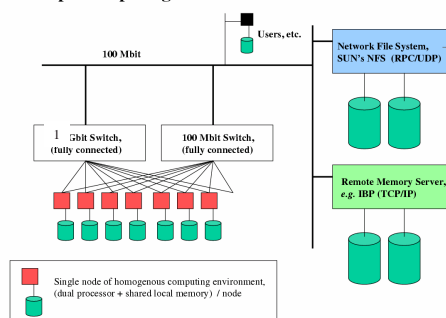 Users, etc.
100 Mbit
Network File System,
SUN's NFS (RPC/UDP)
1 Gbit Switch,
(fully connected)
100 Mbit Switch,
(fully connected)
Remote Memory Server,
e.g. IBP (TCP/IP)
Single node of homogenous computing environment,
(dual processor + shared local memory) / node